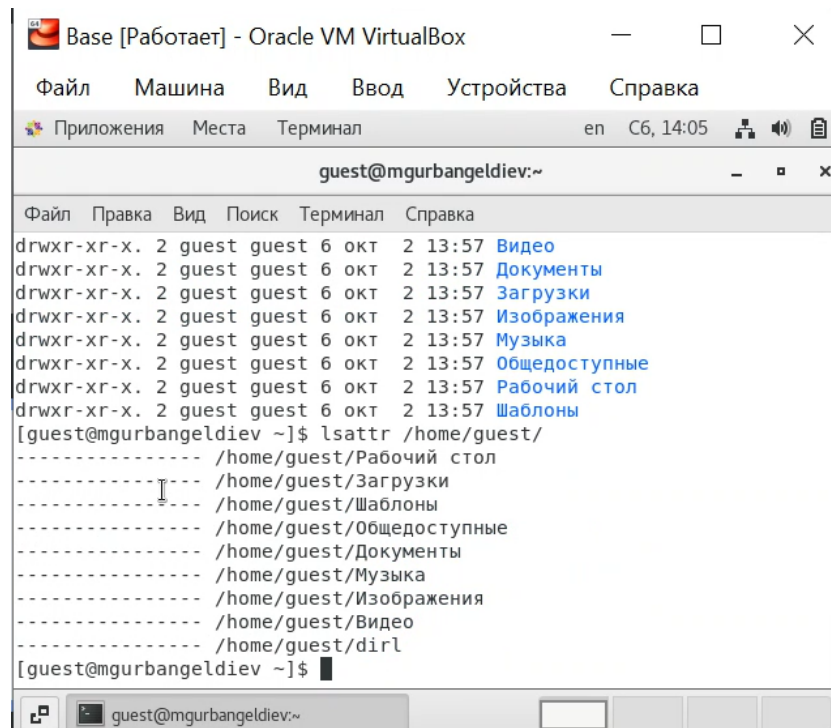 64
Base [Работает] - Oracle VM VirtualBox
Файл Машина Вид Ввод Устройства Справка
Приложения Места Терминал en Сб, 14:05
guest@mgurbangeldiev:~
Файл Правка Вид Поиск Терминал Справка
drwxr-xr-x. 2 guest guest 6 окт  2 13:57 Видео
drwxr-xr-x. 2 guest guest 6 окт  2 13:57 Документы
drwxr-xr-x. 2 guest guest 6 окт  2 13:57 Загрузки
drwxr-xr-x. 2 guest guest 6 окт  2 13:57 Изображения
drwxr-xr-x. 2 guest guest 6 окт  2 13:57 Музыка
drwxr-xr-x. 2 guest guest 6 окт  2 13:57 Общедоступные
drwxr-xr-x. 2 guest guest 6 окт  2 13:57 Рабочий стол
drwxr-xr-x. 2 guest guest 6 окт  2 13:57 Шаблоны
[guest@mgurbangeldiev ~]$ lsattr /home/guest/
---------------- /home/guest/Рабочий стол
---------------- /home/guest/Загрузки
---------------- /home/guest/Шаблоны
---------------- /home/guest/Общедоступные
---------------- /home/guest/Документы
---------------- /home/guest/Музыка
---------------- /home/guest/Изображения
---------------- /home/guest/Видео
---------------- /home/guest/dirl
[guest@mgurbangeldiev ~]$
guest@mgurbangeldiev:~